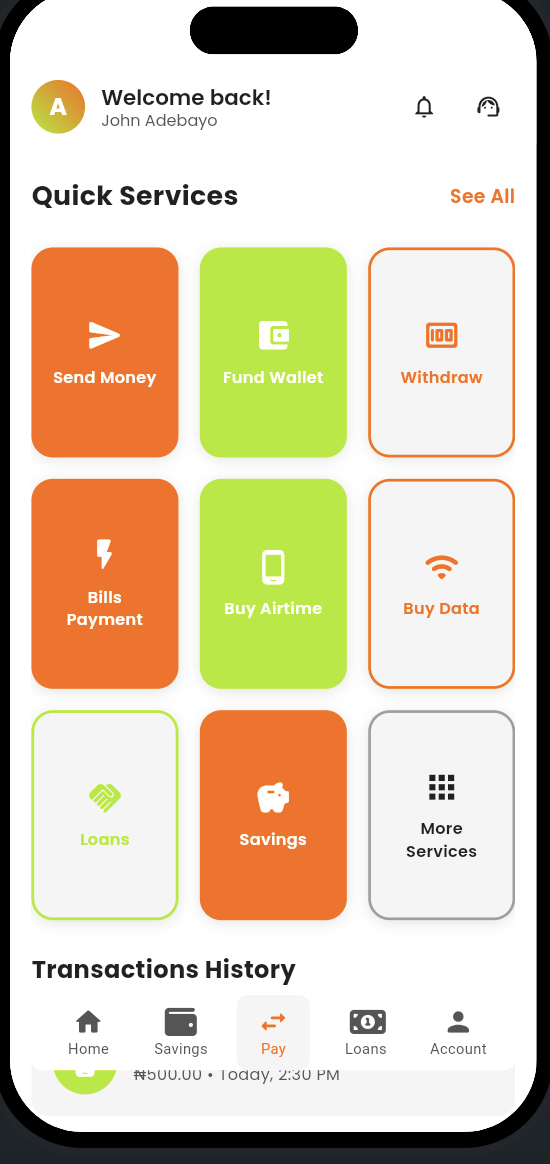 A
Welcome back!
John Adebayo
Quick Services
See All
Send Money
Fund Wallet
Withdraw
Bills
Payment
Buy Airtime
Buy Data
Loans
Savings
More
Services
Transactions History
Home
Savings
Pay
Loans
Account
₦500.00 • Today, 2:30 PM